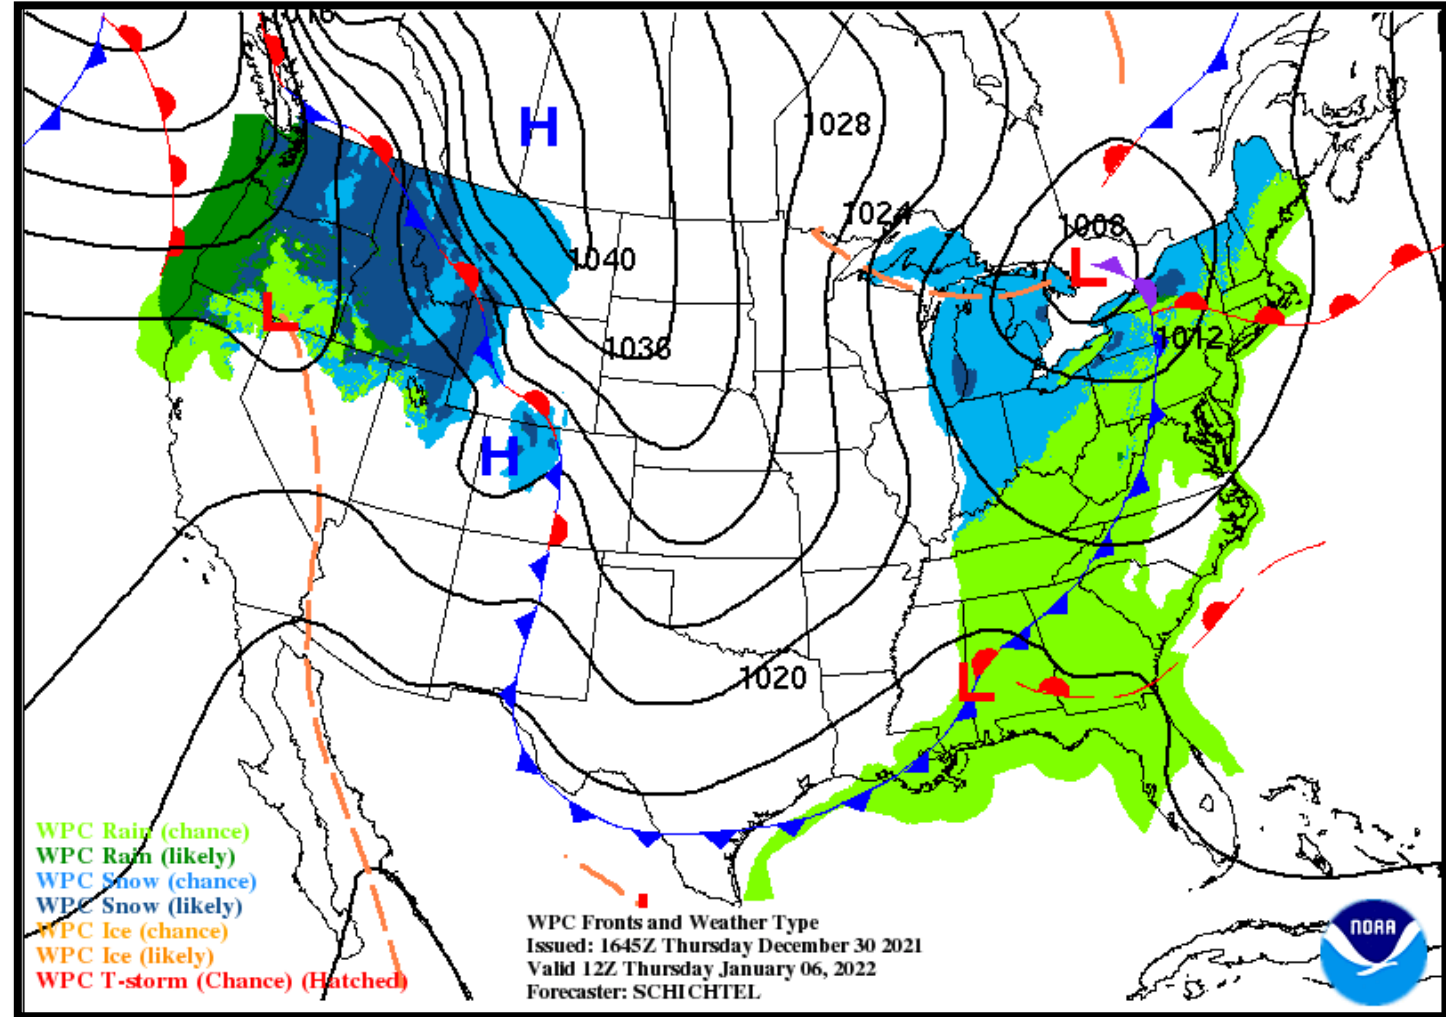 1016
H
1028
1024
1008
L
1040
L
1012
1036
H
1020
L
WPC Rain (chance)
WPC Rain (likely)
WPC Snow (chance)
WPC Snow (likely)
WPC Ice (chance)
WPC Ice (likely)
WPC T-storm (Chance) (Hatched)
WPC Fronts and Weather Type
Issued: 1645Z Thursday December 30 2021
Valid 12Z Thursday January 06, 2022
Forecaster: SCHICHTEL
NOAA